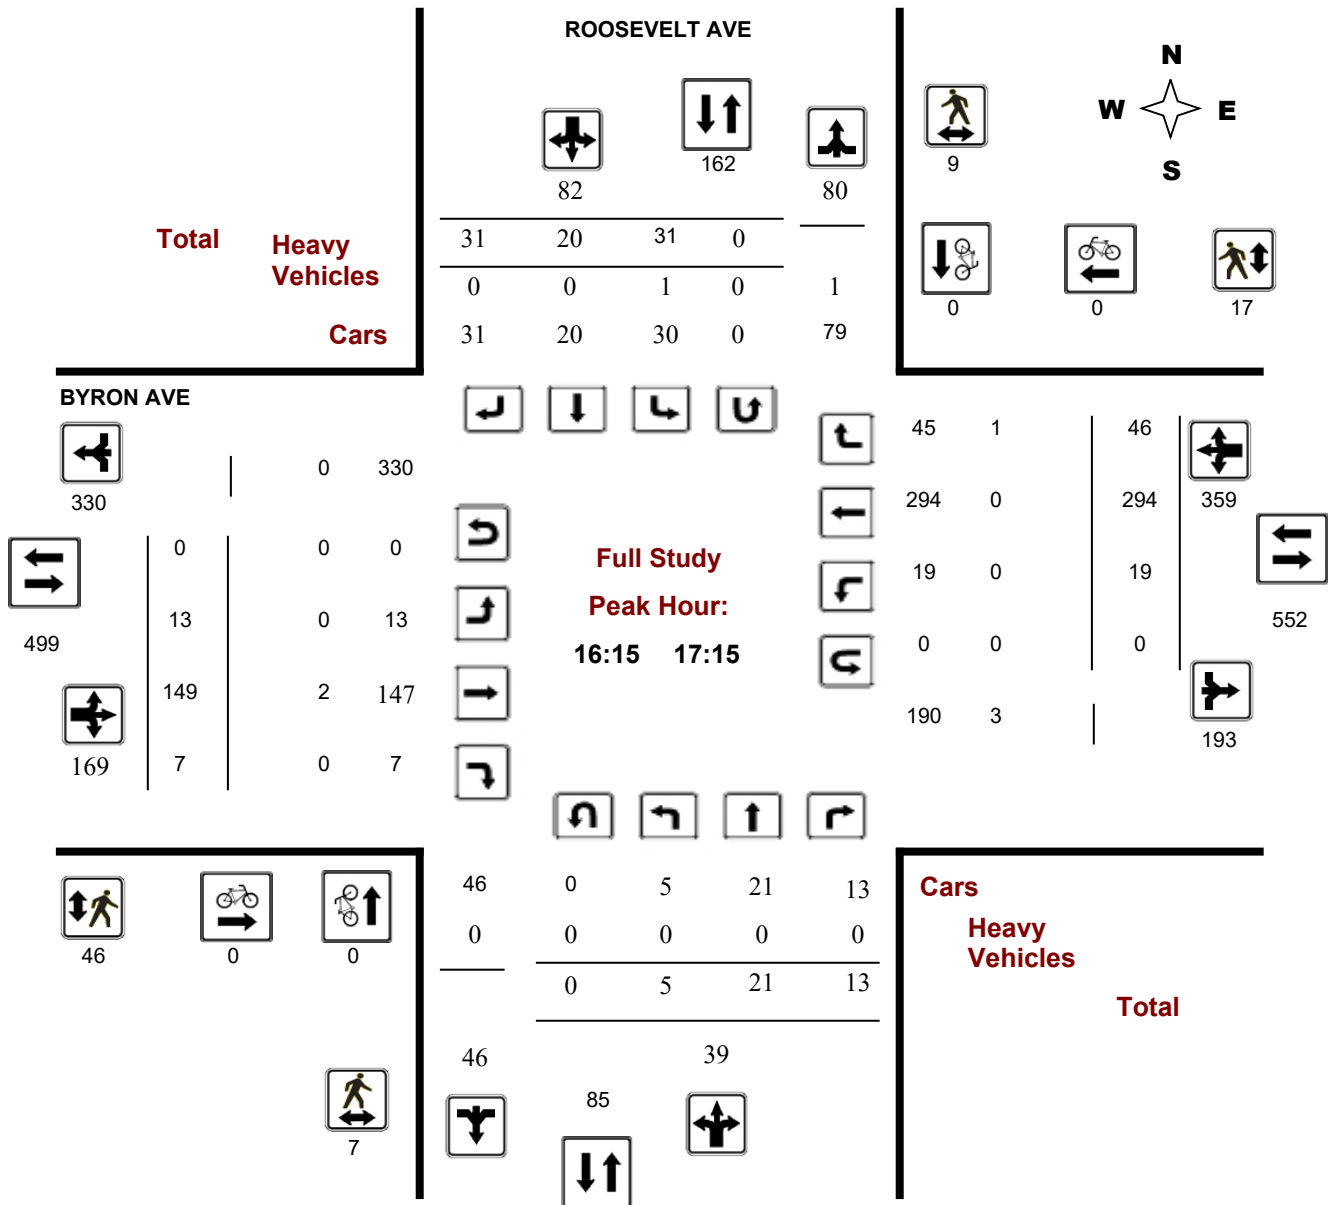 ROOSEVELT AVE
N
W E
S
82
162
80
9
Total
Heavy
Vehicles
Cars
31 20 31 0
0 0 1 0 1
31 20 30 0 79
0 0 17
BYRON AVE
330
0 330
0 0 0
13 0 13
499
149 2 147
169
7 0 7
Full Study
Peak Hour:
16:15 17:15
45 1 46
294 0 294
359
19 0 19
552
0 0 0
190 3
193
46 0 0
46 0 5 21 13
0 0 0 0 0
0 5 21 13
46 39
85
7
Cars
Heavy
Vehicles
Total